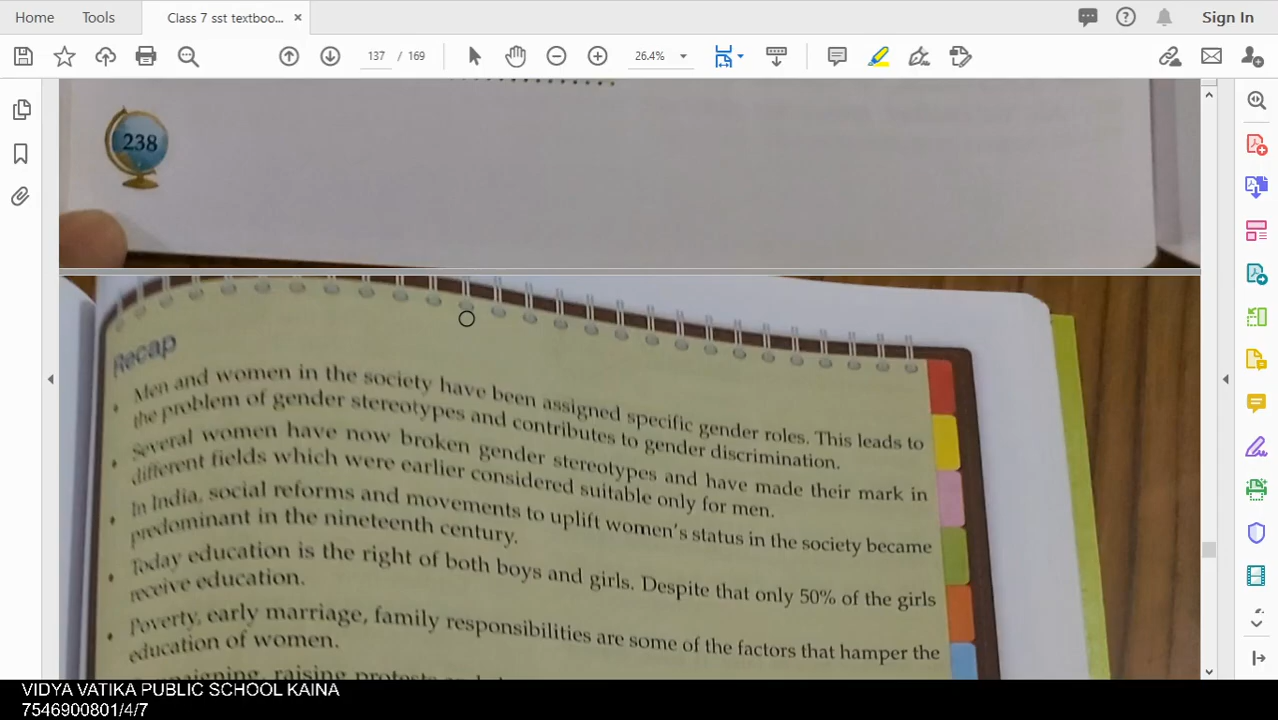 Home
Tools
Class 7 sst textboo...
Sign In
137 / 169
26.4%
238
Recap
• Men and women in the society have been assigned specific gender roles. This leads to
the problem of gender stereotypes and contributes to gender discrimination.
• Several women have now broken gender stereotypes and have made their mark in
different fields which were earlier considered suitable only for men.
• In India, social reforms and movements to uplift women's status in the society became
predominant in the nineteenth century.
• Today education is the right of both boys and girls. Despite that only 50% of the girls
receive education.
• Poverty, early marriage, family responsibilities are some of the factors that hamper the
education of women.
raising protests
VIDYA VATIKA PUBLIC SCHOOL KAINA
7546900801/4/7